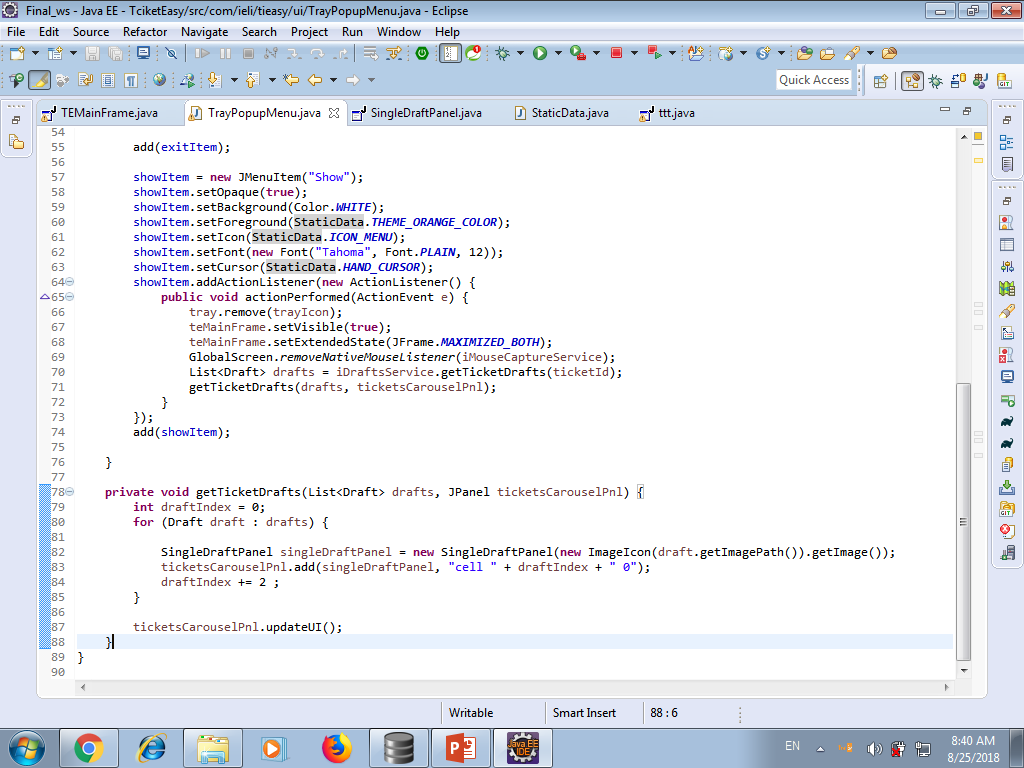 Final_ws - Java EE - TciketEasy/src/com/ieli/tieasy/ui/TrayPopupMenu.java - Eclipse
File Edit Source Refactor Navigate Search Project Run Window Help
Quick Access
TEMainFrame.java TrayPopupMenu.java SingleDraftPanel.java StaticData.java ttt.java
54
55 add(exitItem);
56
57 showItem = new JMenuItem("Show");
58 showItem.setOpaque(true);
59 showItem.setBackground(Color.WHITE);
60 showItem.setForeground(StaticData.THEME_ORANGE_COLOR);
61 showItem.setIcon(StaticData.ICON_MENU);
62 showItem.setFont(new Font("Tahoma", Font.PLAIN, 12));
63 showItem.setCursor(StaticData.HAND_CURSOR);
64 showItem.addActionListener(new ActionListener() {
65 public void actionPerformed(ActionEvent e) {
66 tray.remove(trayIcon);
67 teMainFrame.setVisible(true);
68 teMainFrame.setExtendedState(JFrame.MAXIMIZED_BOTH);
69 GlobalScreen.removeNativeMouseListener(iMouseCaptureService);
70 List<Draft> drafts = iDraftsService.getTicketDrafts(ticketId);
71 getTicketDrafts(drafts, ticketsCarouselPnl);
72 }
73 });
74 add(showItem);
75
76 }
77
78 private void getTicketDrafts(List<Draft> drafts, JPanel ticketsCarouselPnl) {
79 int draftIndex = 0;
80 for (Draft draft : drafts) {
81
82 SingleDraftPanel singleDraftPanel = new SingleDraftPanel(new ImageIcon(draft.getImagePath()).getImage());
83 ticketsCarouselPnl.add(singleDraftPanel, "cell " + draftIndex + " 0");
84 draftIndex += 2 ;
85 }
86
87 ticketsCarouselPnl.updateUI();
88 }
89 }
90
Writable Smart Insert 88 : 6
EN 8:40 AM
8/25/2018